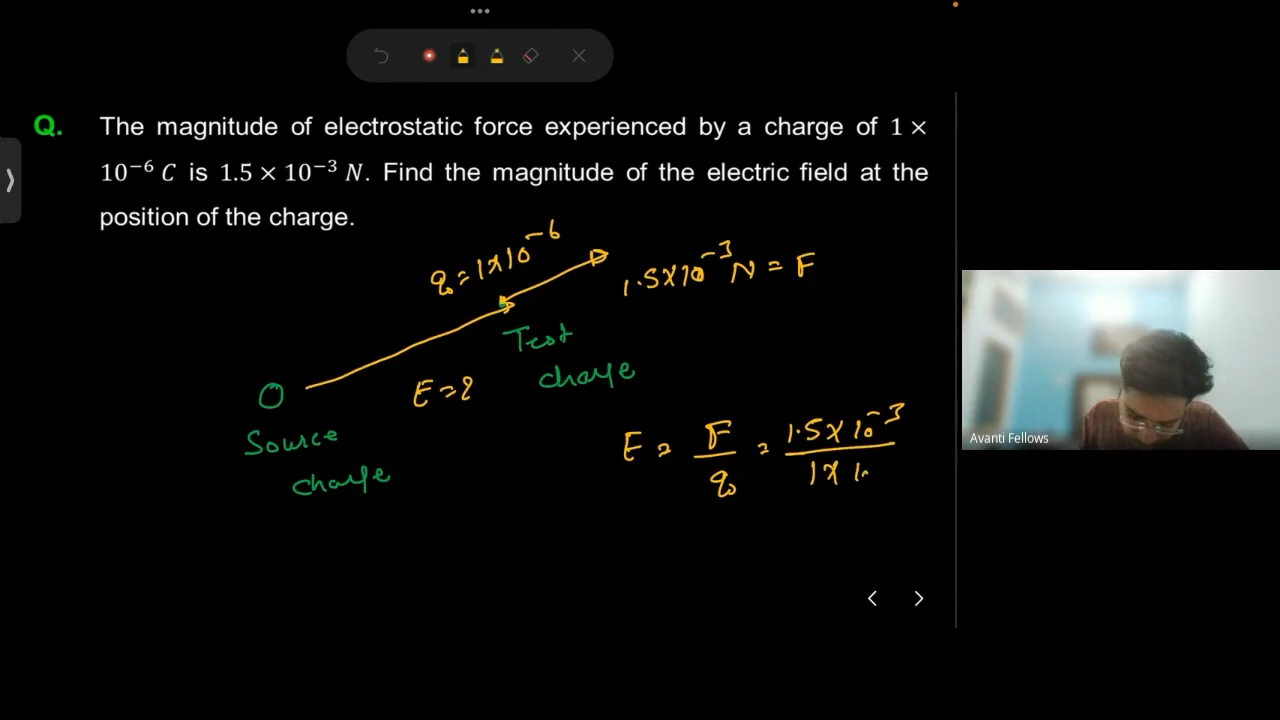 Q. The magnitude of electrostatic force experienced by a charge of 1 ×
10⁻⁶ C is 1.5 × 10⁻³ N. Find the magnitude of the electric field at the
position of the charge.
q₀ = 1×10⁻⁶
1.5×10⁻³ N = F
Test
charge
E = ?
Source
charge
E = F/q₀ = 1.5×10⁻³/1×1
Avanti Fellows